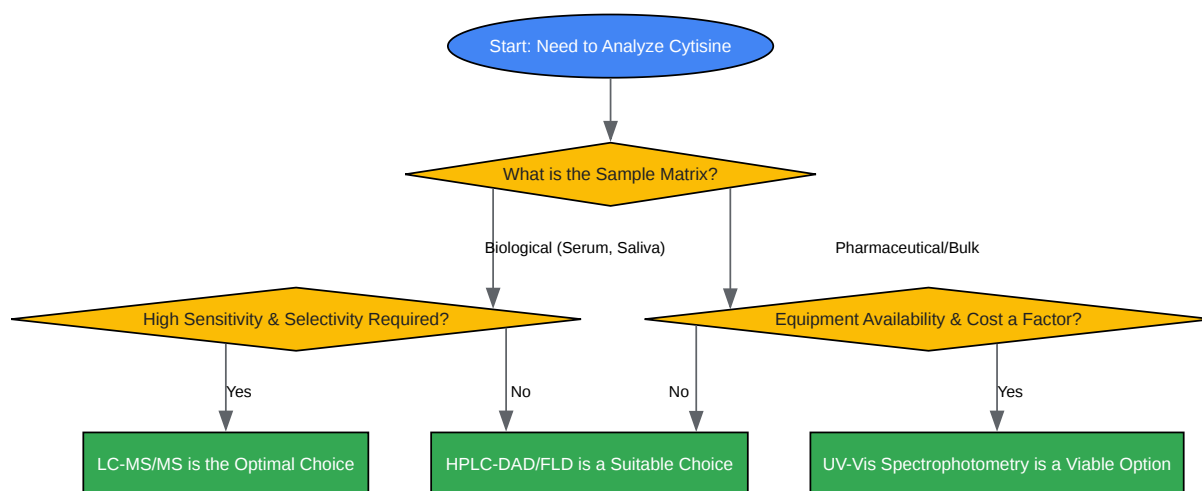 Start: Need to Analyze Cytisine
What is the Sample Matrix?
Biological (Serum, Saliva)
Pharmaceutical/Bulk
High Sensitivity & Selectivity Required?
Equipment Availability & Cost a Factor?
Yes
No
No
Yes
LC-MS/MS is the Optimal Choice
HPLC-DAD/FLD is a Suitable Choice
UV-Vis Spectrophotometry is a Viable Option